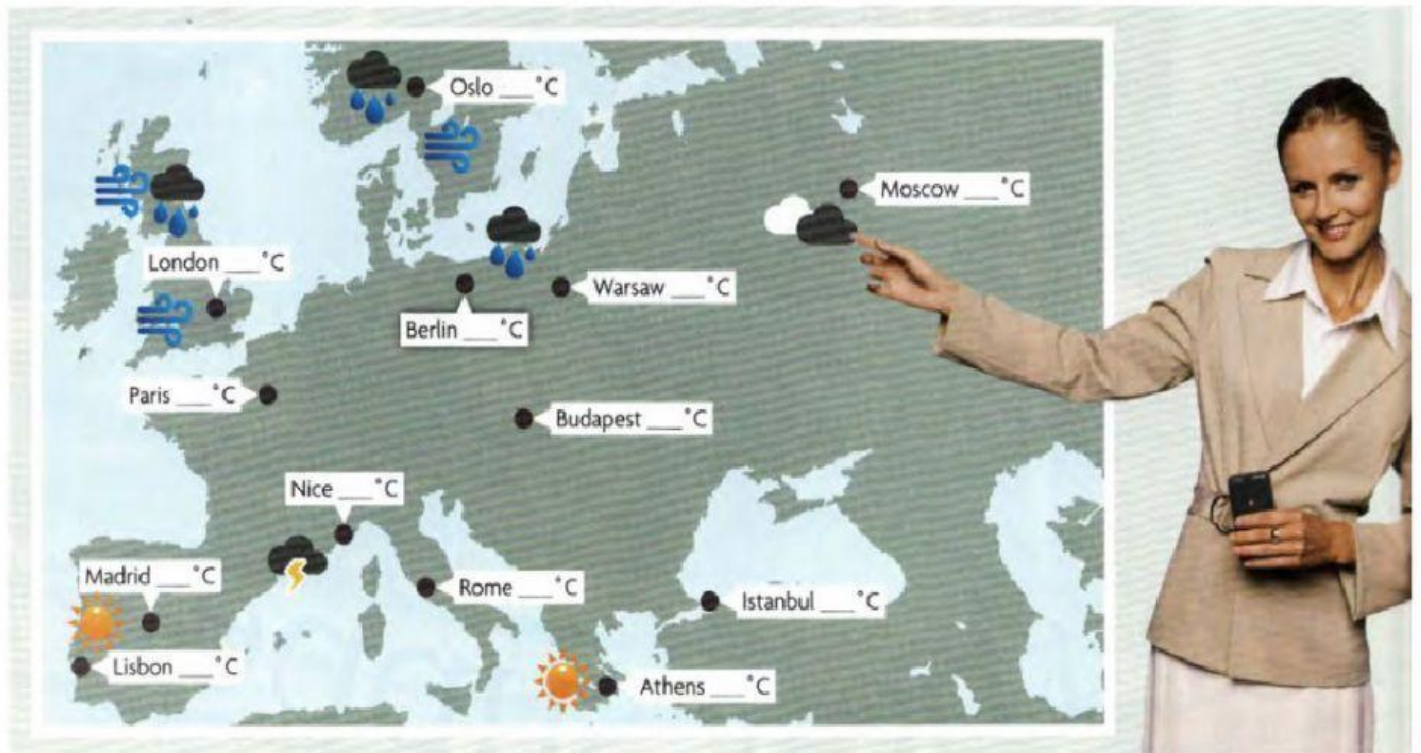 Oslo ___°C
Moscow ___°C
London ___°C
Warsaw ___°C
Berlin ___°C
Paris ___°C
Budapest ___°C
Nice ___°C
Madrid ___°C
Rome ___°C
Istanbul ___°C
Lisbon ___°C
Athens ___°C